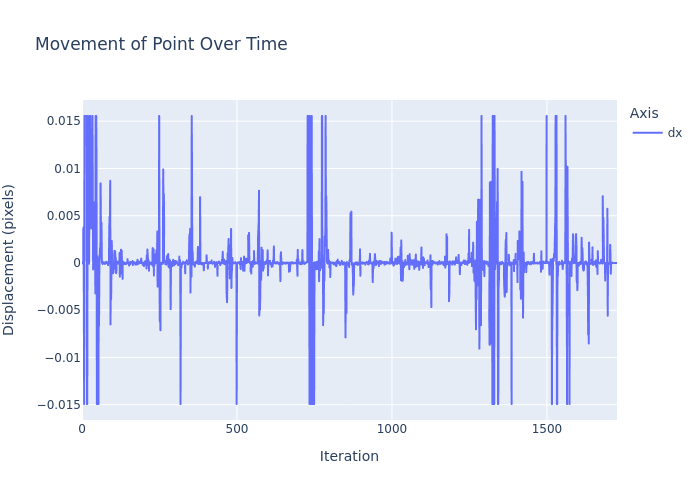 Movement of Point Over Time
Axis
dx
Displacement (pixels)
0.015
0.01
0.005
0
−0.005
−0.01
−0.015
0
500
1000
1500
Iteration